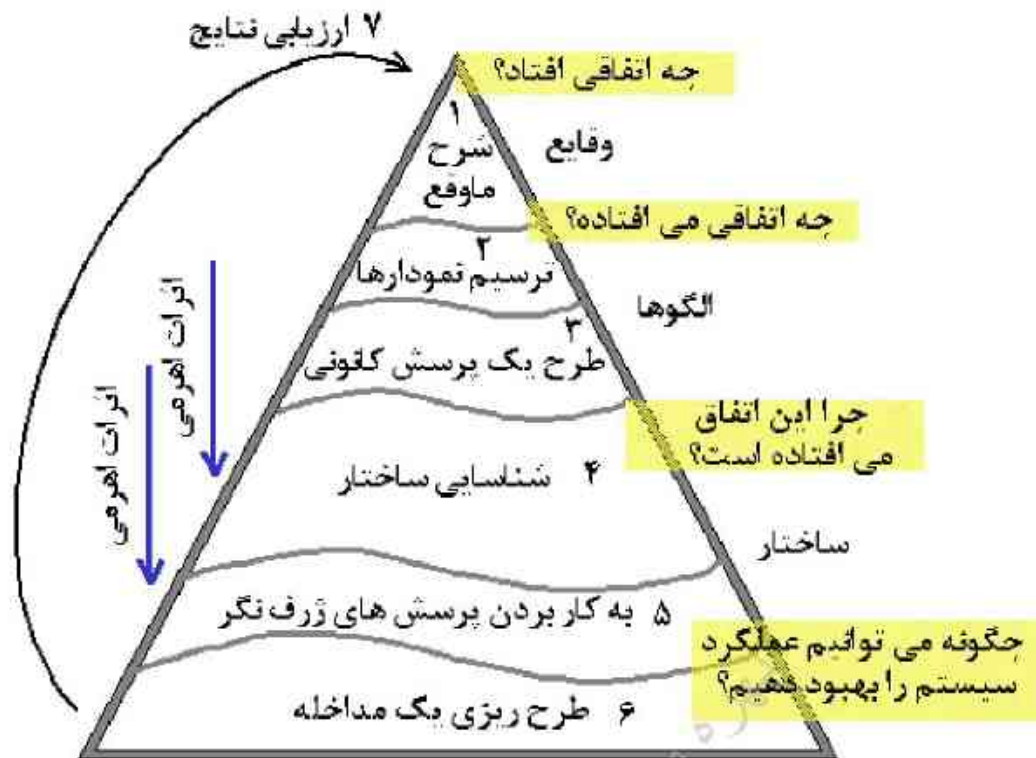 ۷ ارزیابی نتایج
چه اتفاقی افتاد؟
۱
شرح
ماوقع
وقایع
چه اتفاقی می افتاده؟
۲
ترسیم نمودارها
الگوها
۳
طرح یک پرسش کانونی
چرا این اتفاق
می افتاده است؟
۴ شناسایی ساختار
ساختار
۵ به کار بردن پرسش های ژرف نگر
چگونه می توانیم عملکرد
سیستم را بهبود دهیم؟
۶ طرح ریزی یک مداخله
اثرات اهرمی
اثرات اهرمی